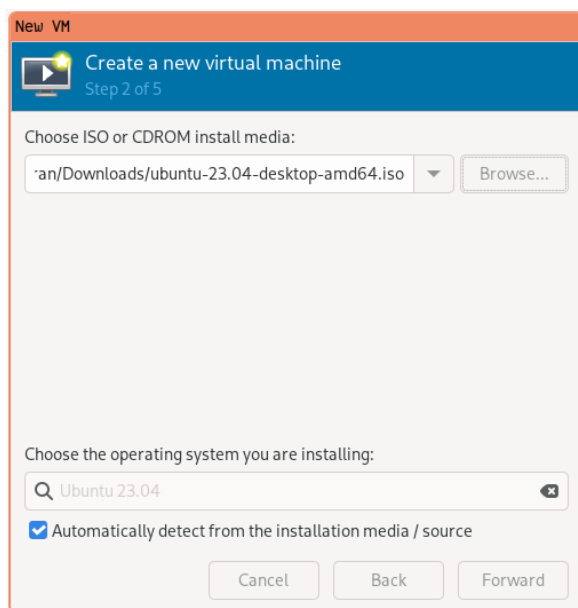 New VM
Create a new virtual machine
Step 2 of 5
Choose ISO or CDROM install media:
an/Downloads/ubuntu-23.04-desktop-amd64.iso
Browse...
Choose the operating system you are installing:
Ubuntu 23.04
Automatically detect from the installation media / source
Cancel Back Forward